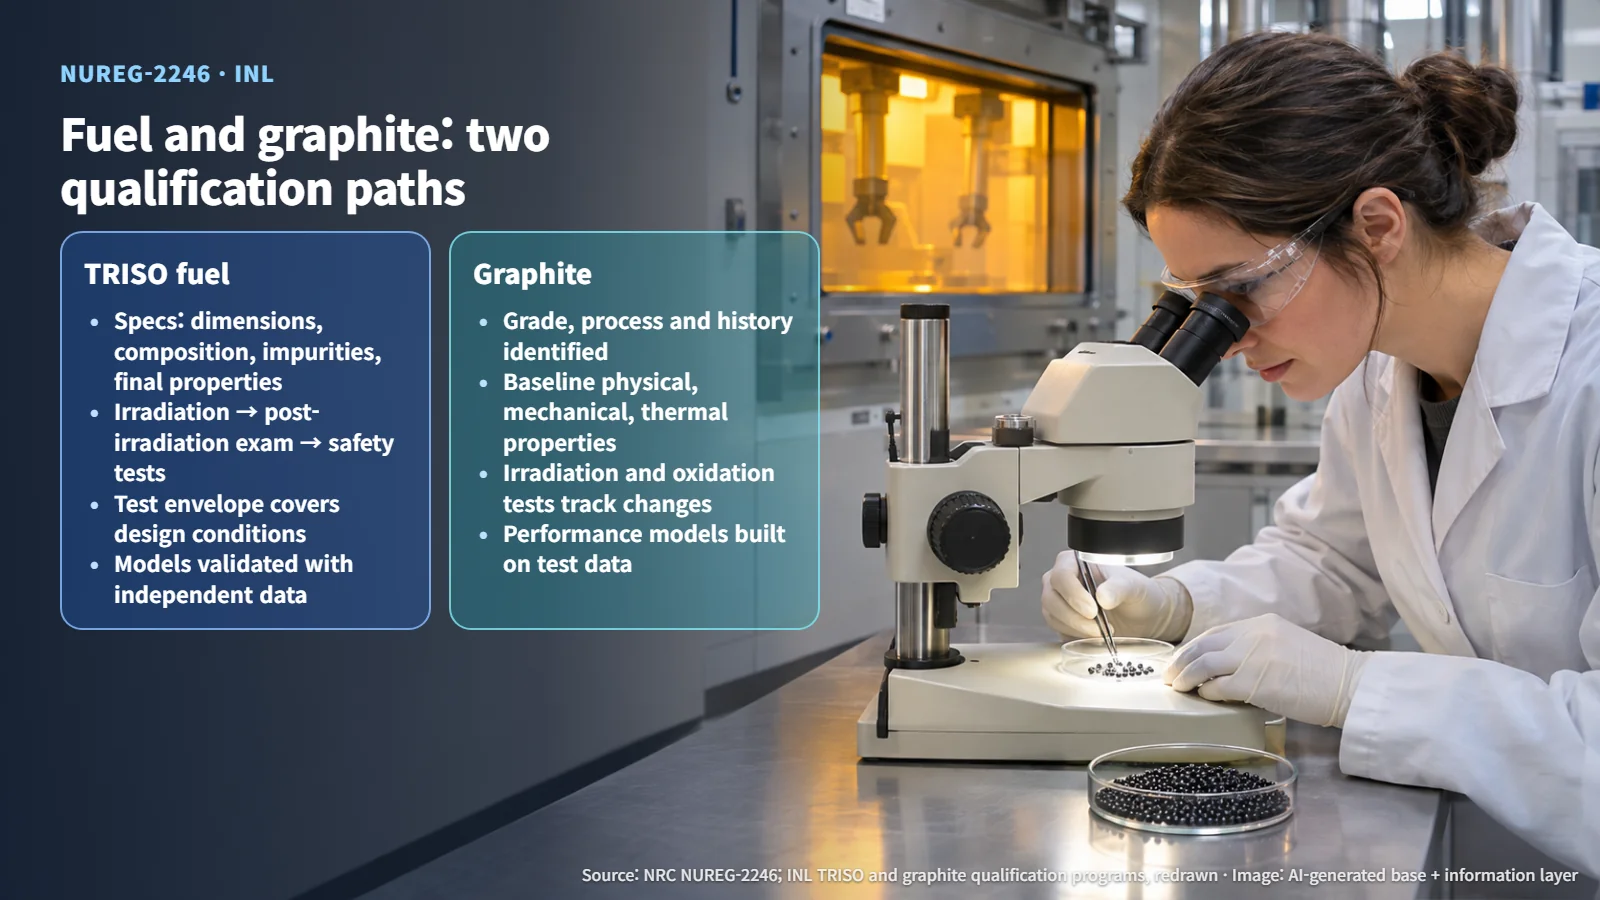 NUREG-2246 · INL
Fuel and graphite: two
qualification paths
TRISO fuel
• Specs: dimensions,
composition, impurities,
final properties
• Irradiation → post-
irradiation exam → safety
tests
• Test envelope covers
design conditions
• Models validated with
independent data
Graphite
• Grade, process and history
identified
• Baseline physical,
mechanical, thermal
properties
• Irradiation and oxidation
tests track changes
• Performance models built
on test data
Source: NRC NUREG-2246; INL TRISO and graphite qualification programs, redrawn · Image: AI-generated base + information layer